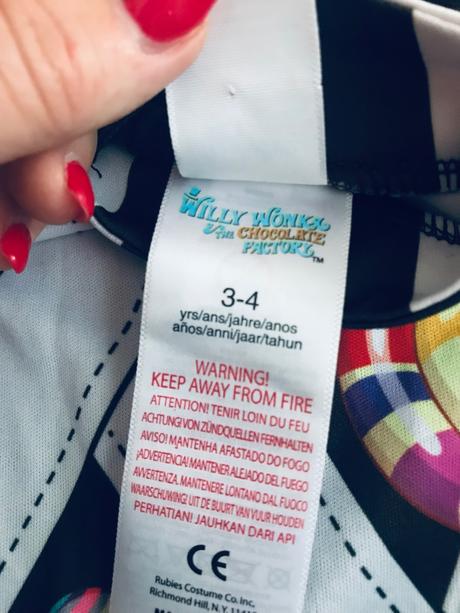 WILLY WONKA
& THE CHOCOLATE
FACTORY™
3-4
yrs/ans/jahre/anos
años/anni/jaar/tahun
WARNING!
KEEP AWAY FROM FIRE
ATTENTION! TENIR LOIN DU FEU
ACHTUNG! VON ZÜNDQUELLEN FERNHALTEN
AVISO! MANTENHA AFASTADO DO FOGO
¡ADVERTENCIA! MANTENER ALEJADO DEL FUEGO
AVVERTENZA. MANTENERE LONTANO DAL FUOCO
WAARSCHUWING! UIT DE BUURT VAN VUUR HOUDEN
PERHATIAN! JAUHKAN DARI API
CE
Rubies Costume Co. Inc.
Richmond Hill, N.Y.